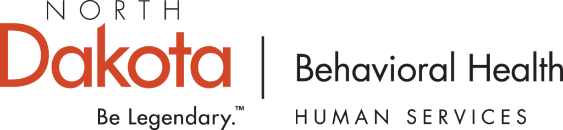 NORTH
Dakota
Be Legendary.™
Behavioral Health
HUMAN SERVICES